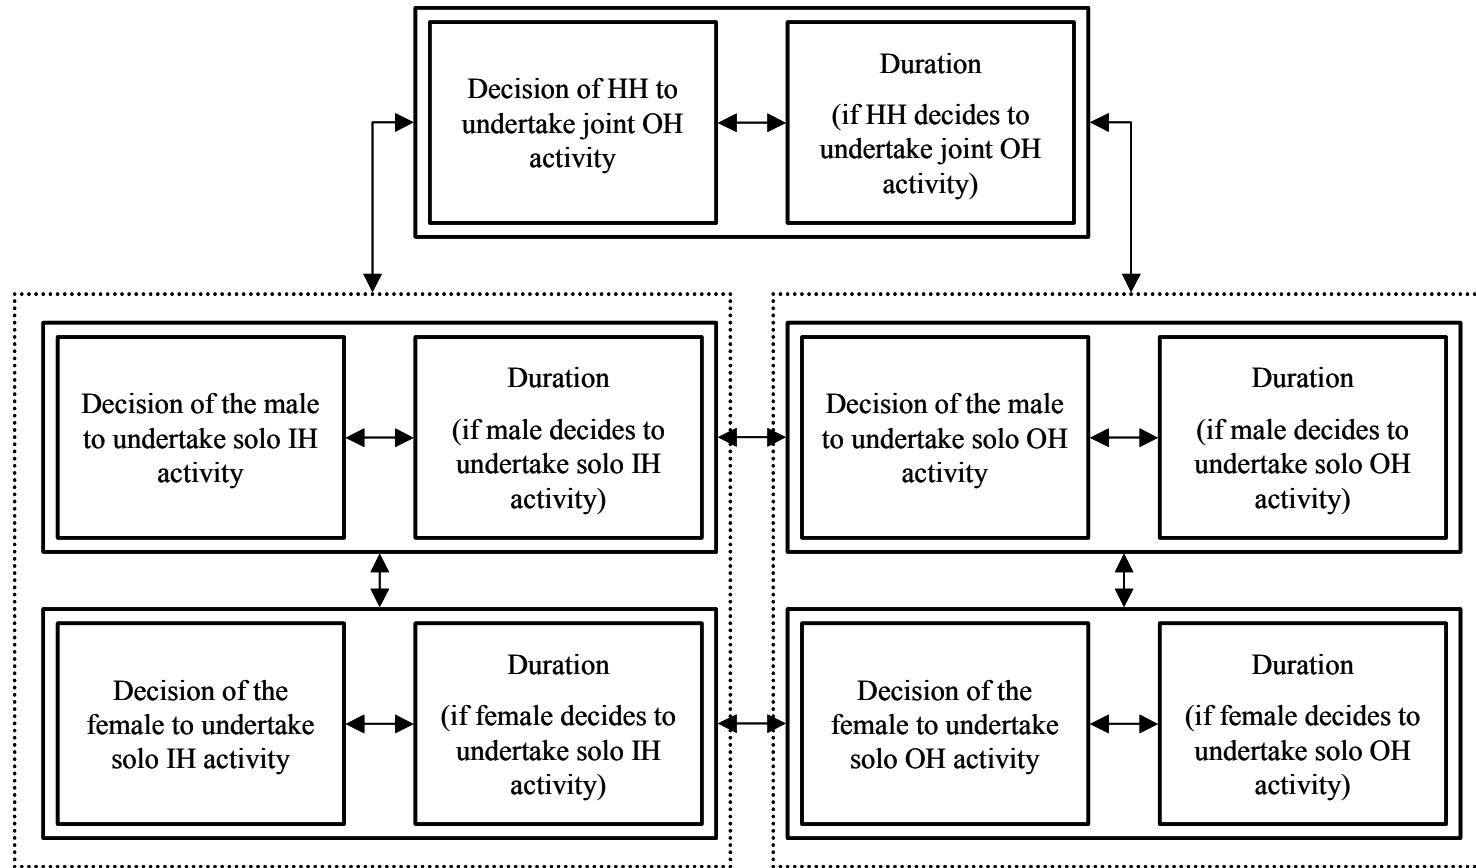 Decision of HH to
undertake joint OH
activity
Duration
(if HH decides to
undertake joint OH
activity)
Decision of the male
to undertake solo IH
activity
Duration
(if male decides to
undertake solo IH
activity)
Decision of the male
to undertake solo OH
activity
Duration
(if male decides to
undertake solo OH
activity)
Decision of the
female to undertake
solo IH activity
Duration
(if female decides to
undertake solo IH
activity)
Decision of the
female to undertake
solo OH activity
Duration
(if female decides to
undertake solo OH
activity)